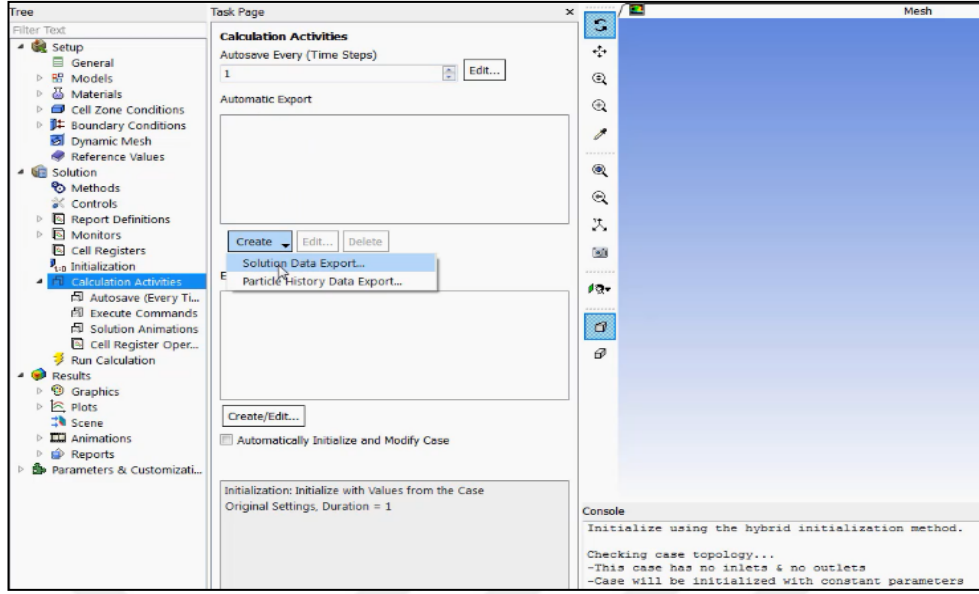 Tree
Filter Text
Setup
General
Models
Materials
Cell Zone Conditions
Boundary Conditions
Dynamic Mesh
Reference Values
Solution
Methods
Controls
Report Definitions
Monitors
Cell Registers
Initialization
Calculation Activities
Autosave (Every Ti...
Execute Commands
Solution Animations
Cell Register Oper...
Run Calculation
Results
Graphics
Plots
Scene
Animations
Reports
Parameters & Customizati...
Task Page
Calculation Activities
Autosave Every (Time Steps)
1
Edit...
Automatic Export
Create
Edit...
Delete
Solution Data Export...
Particle History Data Export...
Create/Edit...
Automatically Initialize and Modify Case
Initialization: Initialize with Values from the Case
Original Settings, Duration = 1
Mesh
Console
Initialize using the hybrid initialization method.
Checking case topology...
-This case has no inlets & no outlets
-Case will be initialized with constant parameters